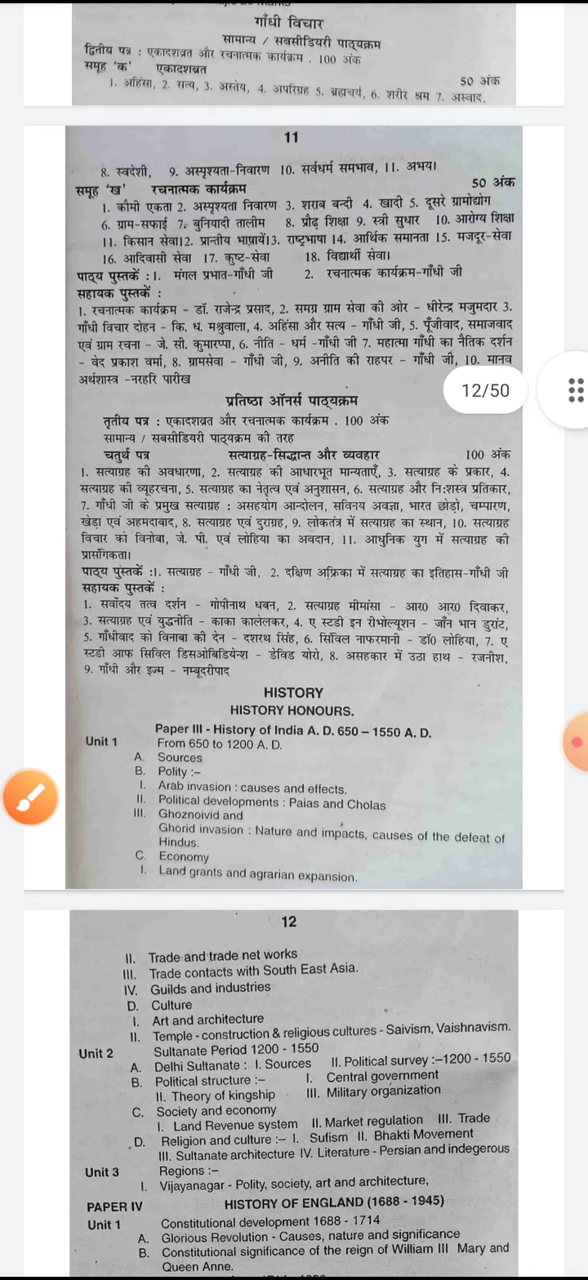 गाँधी विचार
सामान्य / सबसीडियरी पाठ्यक्रम
द्वितीय पत्र : एकादशव्रत और रचनात्मक कार्यक्रम . 100 अंक
समूह 'क' एकादशव्रत 50 अंक
1. अहिंसा, 2. सत्य, 3. अस्तेय, 4. अपरिग्रह 5. ब्रह्मचर्य, 6. शरीर श्रम 7. अस्वाद,
11
8. स्वदेशी, 9. अस्पृश्यता-निवारण 10. सर्वधर्म समभाव, 11. अभय।
समूह 'ख' रचनात्मक कार्यक्रम 50 अंक
1. कौमी एकता 2. अस्पृश्यता निवारण 3. शराब बन्दी 4. खादी 5. दूसरे ग्रामोद्योग
6. ग्राम-सफाई 7. बुनियादी तालीम 8. प्रौढ़ शिक्षा 9. स्त्री सुधार 10. आरोग्य शिक्षा
11. किसान सेवा12. प्रान्तीय भाषायें13. राष्ट्रभाषा 14. आर्थिक समानता 15. मजदूर-सेवा
16. आदिवासी सेवा 17. कुष्ट-सेवा 18. विद्यार्थी सेवा।
पाठ्य पुस्तकें : 1. मंगल प्रभात-गाँधी जी 2. रचनात्मक कार्यक्रम-गाँधी जी
सहायक पुस्तकें :
1. रचनात्मक कार्यक्रम - डॉ. राजेन्द्र प्रसाद, 2. समग्र ग्राम सेवा की ओर - धीरेन्द्र मजुमदार 3.
गाँधी विचार दोहन - कि. ध. मश्रुवाला, 4. अहिंसा और सत्य - गाँधी जी, 5. पूँजीवाद, समाजवाद
एवं ग्राम रचना - जे. सी. कुमारप्पा, 6. नीति - धर्म -गाँधी जी 7. महात्मा गाँधी का नैतिक दर्शन
- वेद प्रकाश वर्मा, 8. ग्रामसेवा - गाँधी जी, 9. अनीति की राहपर - गाँधी जी, 10. मानव
अर्थशास्त्र -नरहरि पारीख
12/50
प्रतिष्ठा ऑनर्स पाठ्यक्रम
तृतीय पत्र : एकादशव्रत और रचनात्मक कार्यक्रम . 100 अंक
सामान्य / सबसीडियरी पाठ्यक्रम की तरह
चतुर्थ पत्र सत्याग्रह-सिद्धान्त और व्यवहार 100 अंक
1. सत्याग्रह की अवधारणा, 2. सत्याग्रह की आधारभूत मान्यताएँ, 3. सत्याग्रह के प्रकार, 4.
सत्याग्रह की व्यूहरचना, 5. सत्याग्रह का नेतृत्व एवं अनुशासन, 6. सत्याग्रह और नि:शस्त्र प्रतिकार,
7. गाँधी जी के प्रमुख सत्याग्रह : असहयोग आन्दोलन, सविनय अवज्ञा, भारत छोड़ो, चम्पारण,
खेड़ा एवं अहमदाबाद, 8. सत्याग्रह एवं दुराग्रह, 9. लोकतंत्र में सत्याग्रह का स्थान, 10. सत्याग्रह
विचार को विनोबा, जे. पी. एवं लोहिया का अवदान, 11. आधुनिक युग में सत्याग्रह की
प्रासंगिकता।
पाठ्य पुस्तकें :1. सत्याग्रह - गाँधी जी, 2. दक्षिण अफ्रिका में सत्याग्रह का इतिहास-गाँधी जी
सहायक पुस्तकें :
1. सर्वोदय तत्व दर्शन - गोपीनाथ धबन, 2. सत्याग्रह मीमांसा - आर0 आर0 दिवाकर,
3. सत्याग्रह एवं युद्धनीति - काका कालेलकर, 4. ए स्टडी इन रीभोल्यूशन - जॉन भान डुरांट,
5. गाँधीवाद को विनाबा की देन - दशरथ सिंह, 6. सिविल नाफरमानी - डॉ0 लोहिया, 7. ए
स्टडी आफ सिविल डिसओबिडियेन्श - डेविड थोरो, 8. असहकार में उठा हाथ - रजनीश,
9. गाँधी और इज्म - नम्बूदरीपाद
HISTORY
HISTORY HONOURS.
Paper III - History of India A. D. 650 – 1550 A. D.
Unit 1 From 650 to 1200 A. D.
A. Sources
B. Polity :–
I. Arab invasion : causes and effects.
II. Political developments : Paias and Cholas
III. Ghoznoivid and
Ghorid invasion : Nature and impacts, causes of the defeat of
Hindus.
C. Economy
I. Land grants and agrarian expansion.
12
II. Trade and trade net works
III. Trade contacts with South East Asia.
IV. Guilds and industries
D. Culture
I. Art and architecture
II. Temple - construction & religious cultures - Saivism, Vaishnavism.
Unit 2 Sultanate Period 1200 - 1550
A. Delhi Sultanate : I. Sources II. Political survey :–1200 - 1550
B. Political structure :– I. Central government
II. Theory of kingship III. Military organization
C. Society and economy
I. Land Revenue system II. Market regulation III. Trade
D. Religion and culture :– I. Sufism II. Bhakti Movement
III. Sultanate architecture IV. Literature - Persian and indegerous
Unit 3 Regions :–
I. Vijayanagar - Polity, society, art and architecture,
PAPER IV HISTORY OF ENGLAND (1688 - 1945)
Unit 1 Constitutional development 1688 - 1714
A. Glorious Revolution - Causes, nature and significance
B. Constitutional significance of the reign of William III Mary and
Queen Anne.